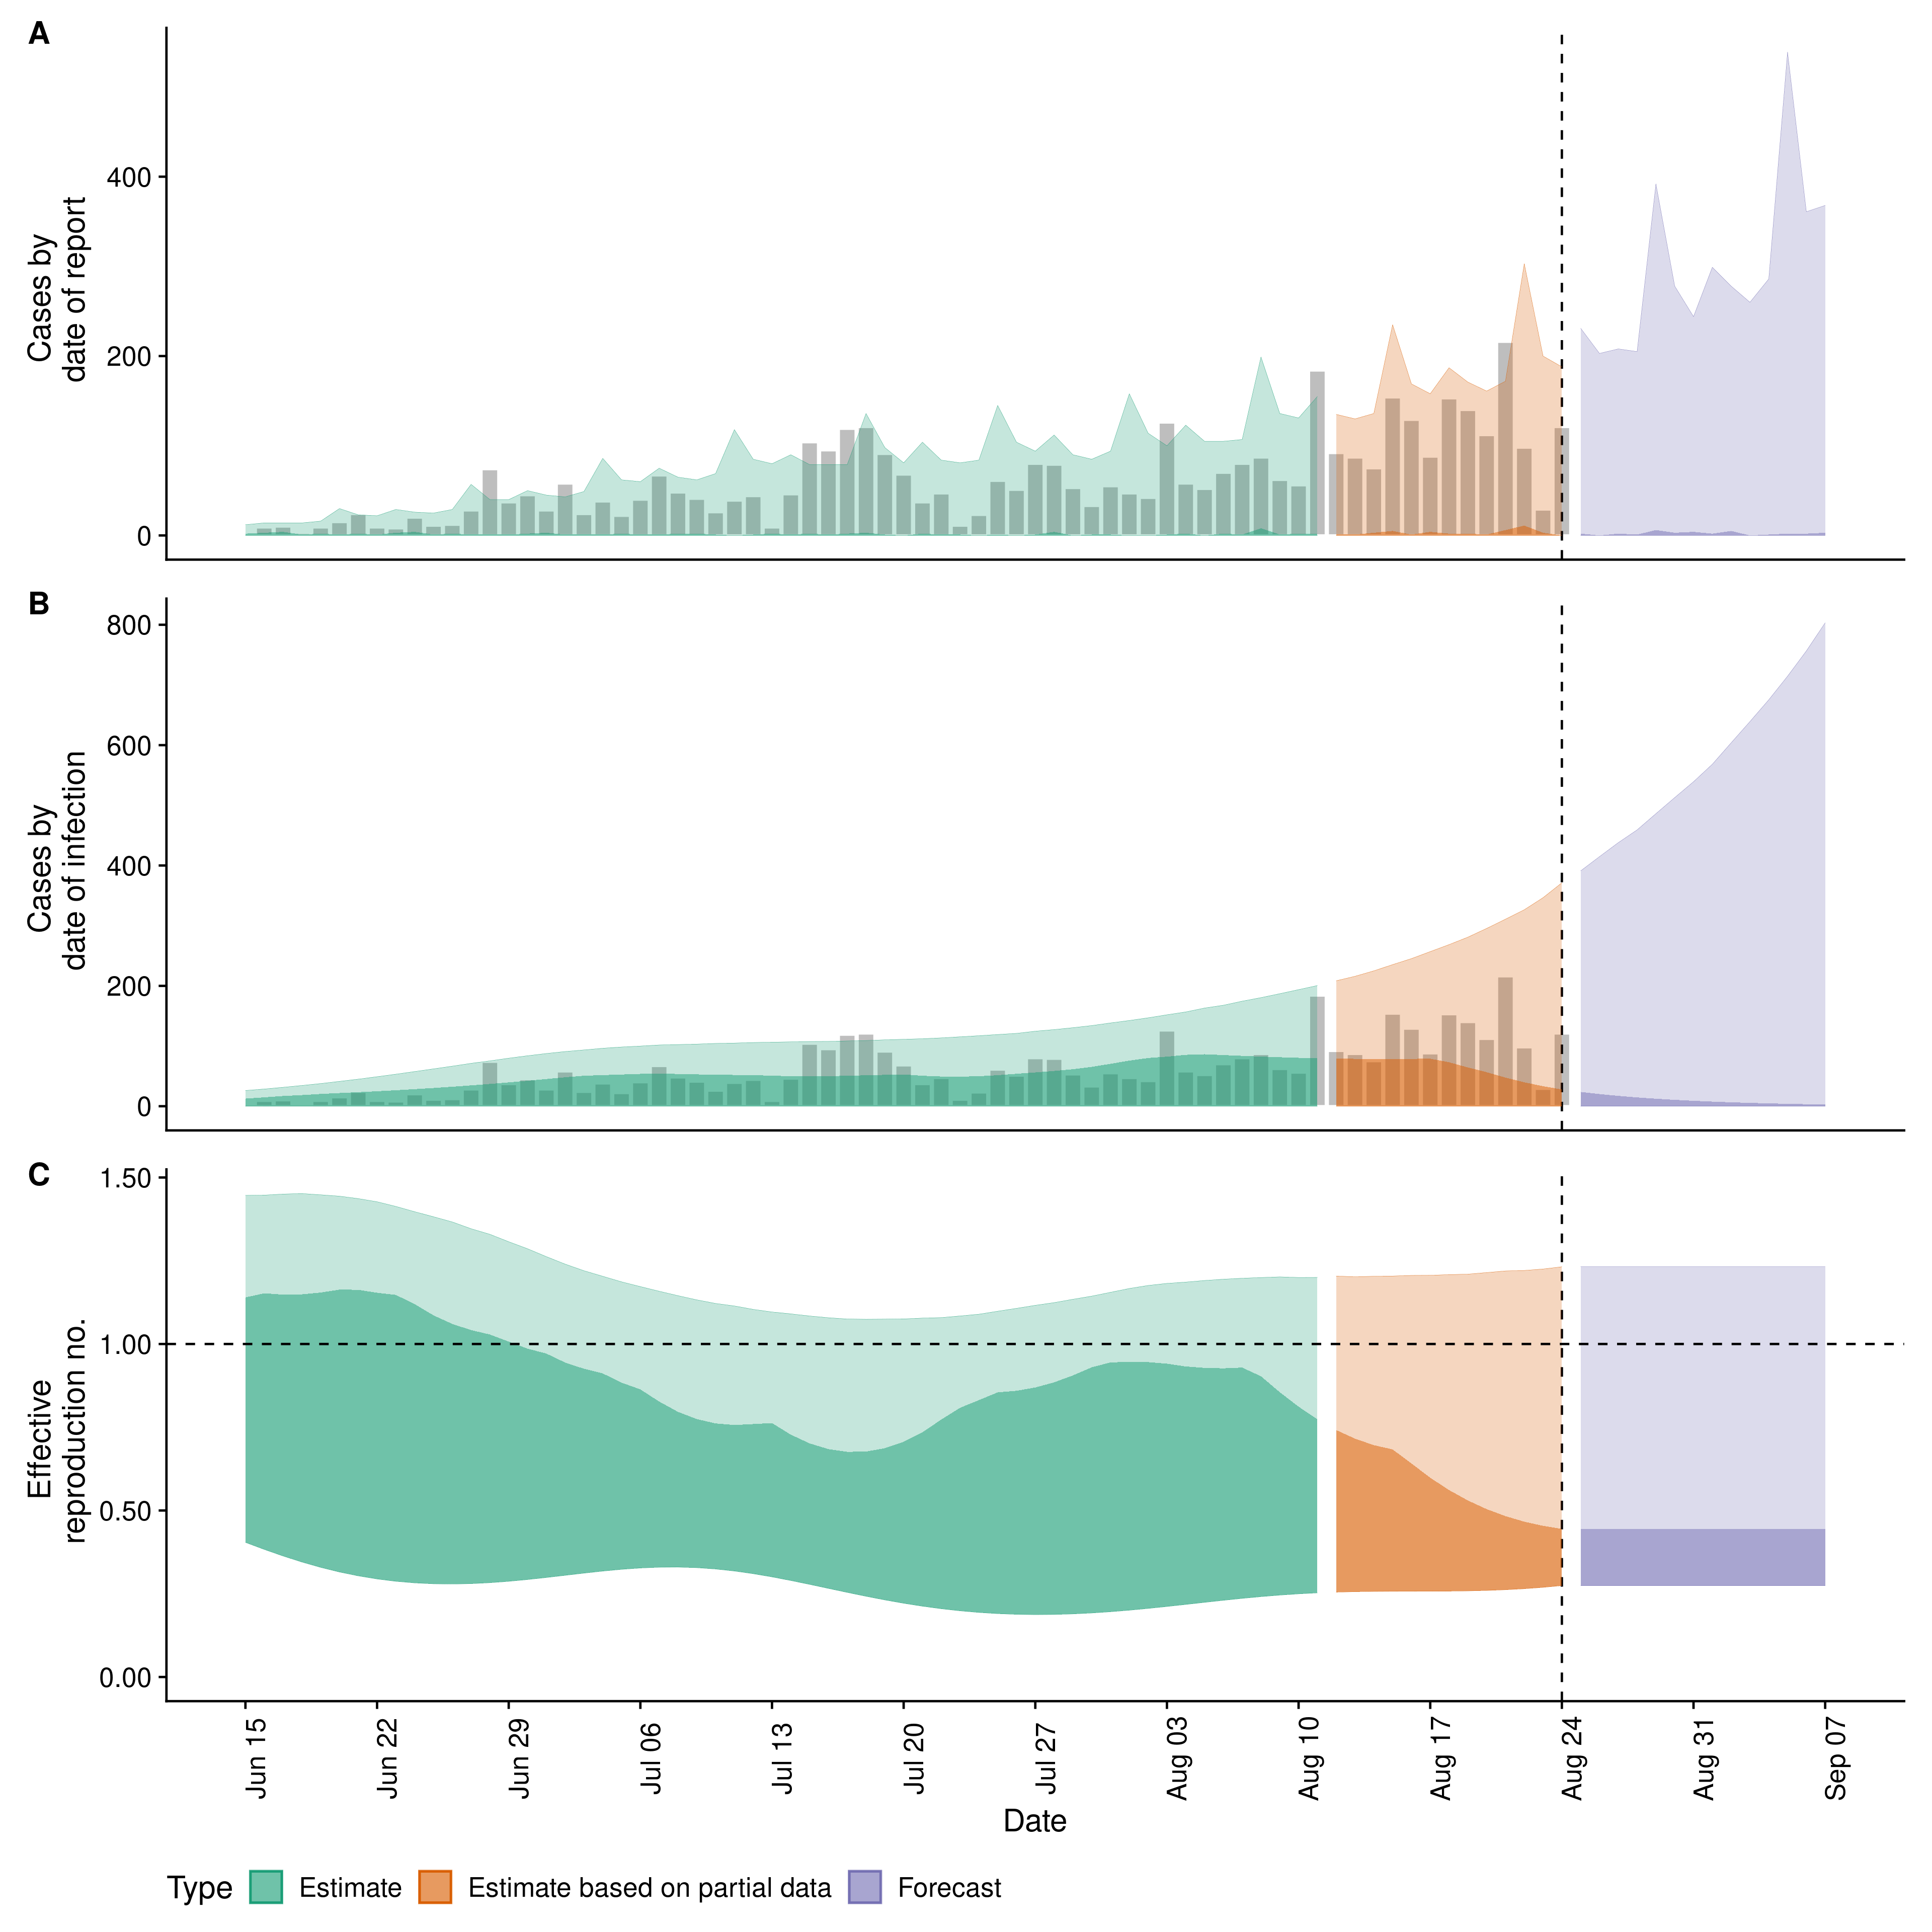 A
Cases by
date of report
400
200
0
B
Cases by
date of infection
800
600
400
200
0
C
Effective
reproduction no.
1.50
1.00
0.50
0.00
Jun 15
Jun 22
Jun 29
Jul 06
Jul 13
Jul 20
Jul 27
Aug 03
Aug 10
Aug 17
Aug 24
Aug 31
Sep 07
Date
Type Estimate Estimate based on partial data Forecast